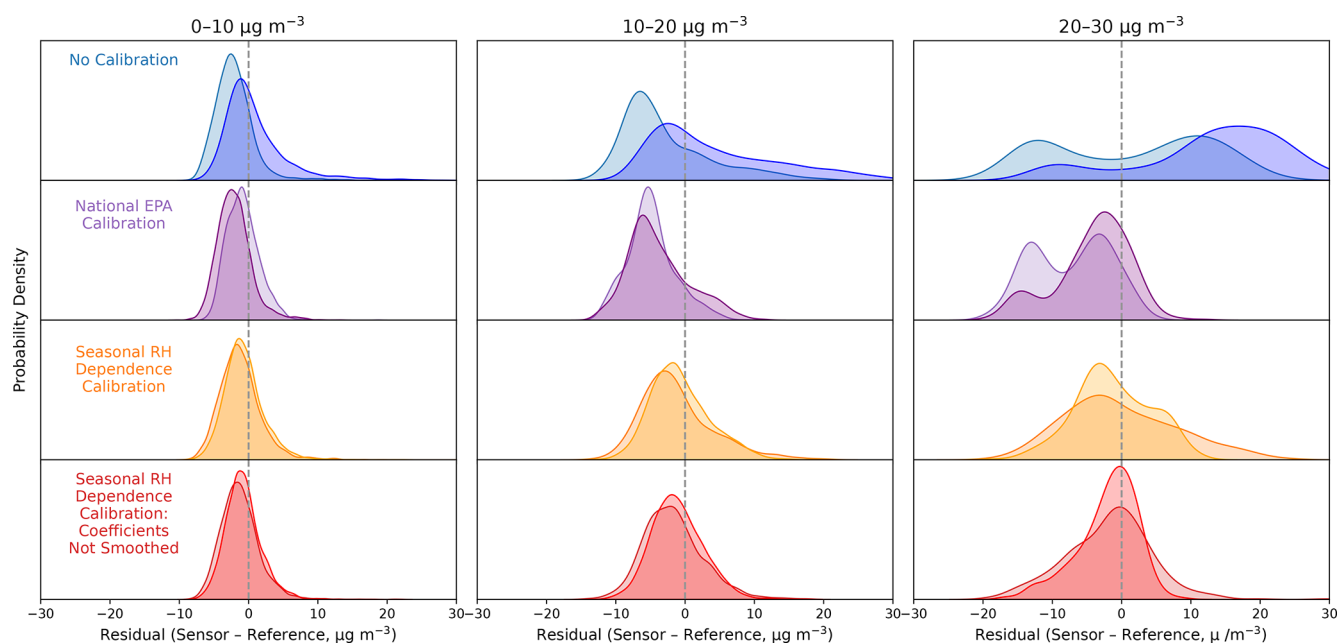 0–10 µg m⁻³
10–20 µg m⁻³
20–30 µg m⁻³
No Calibration
National EPA
Calibration
Seasonal RH
Dependence
Calibration
Seasonal RH
Dependence
Calibration:
Coefficients
Not Smoothed
Probability Density
−30 −20 −10 0 10 20 30
−20 −10 0 10 20 30
−20 −10 0 10 20 30
Residual (Sensor – Reference, µg m⁻³)
Residual (Sensor – Reference, µg m⁻³)
Residual (Sensor – Reference, µ /m⁻³)